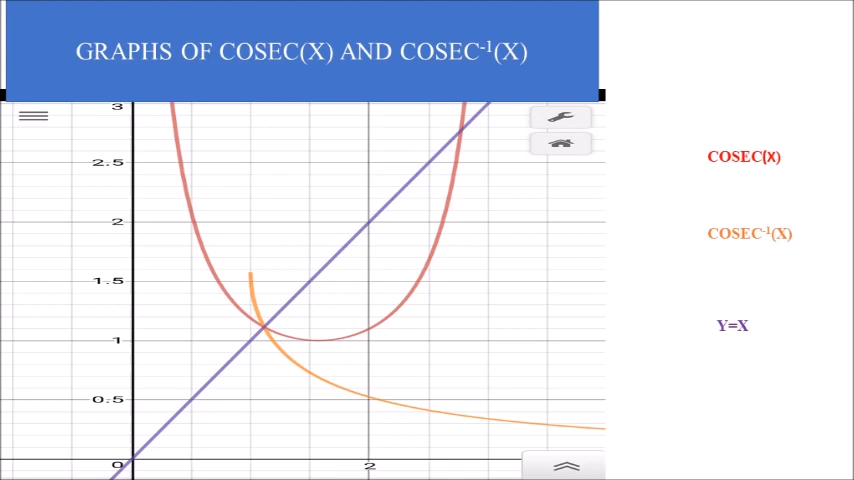 GRAPHS OF COSEC(X) AND COSEC⁻¹(X)
3
2.5
2
1.5
1
0.5
0
2
COSEC(X)
COSEC⁻¹(X)
Y=X